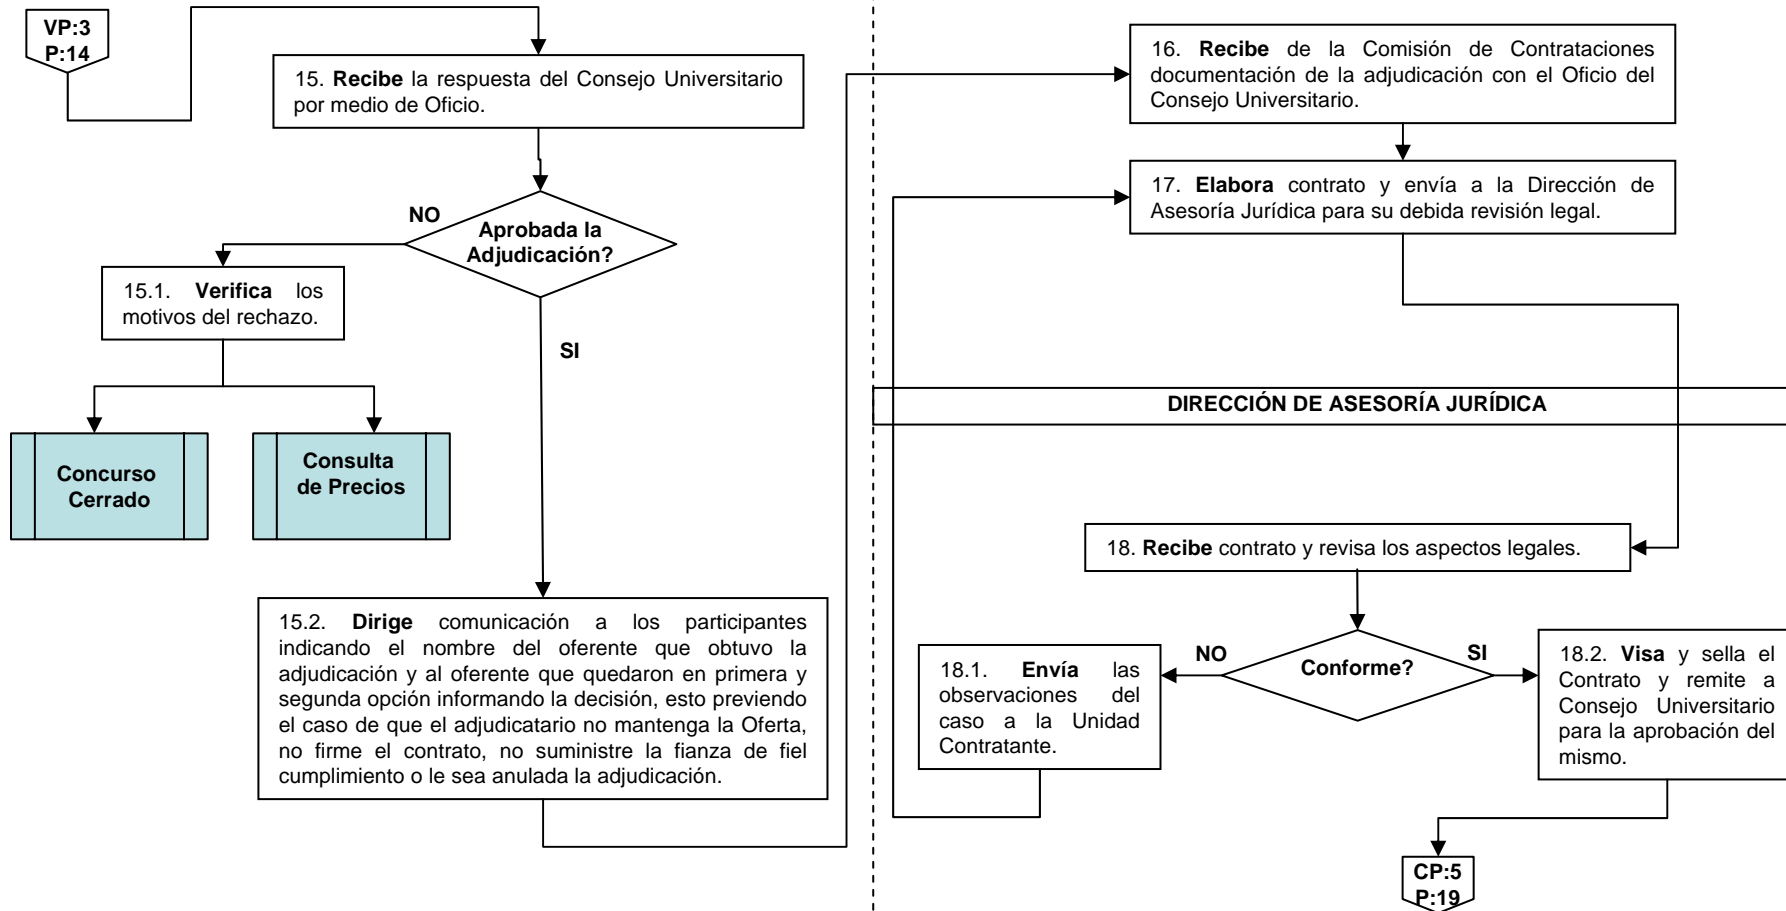 VP:3
P:14
15. Recibe la respuesta del Consejo Universitario
por medio de Oficio.
NO
Aprobada la
Adjudicación?
15.1. Verifica los
motivos del rechazo.
SI
Concurso
Cerrado
Consulta
de Precios
15.2. Dirige comunicación a los participantes
indicando el nombre del oferente que obtuvo la
adjudicación y al oferente que quedaron en primera y
segunda opción informando la decisión, esto previendo
el caso de que el adjudicatario no mantenga la Oferta,
no firme el contrato, no suministre la fianza de fiel
cumplimiento o le sea anulada la adjudicación.
16. Recibe de la Comisión de Contrataciones
documentación de la adjudicación con el Oficio del
Consejo Universitario.
17. Elabora contrato y envía a la Dirección de
Asesoría Jurídica para su debida revisión legal.
DIRECCIÓN DE ASESORÍA JURÍDICA
18. Recibe contrato y revisa los aspectos legales.
NO
Conforme?
SI
18.1. Envía las
observaciones del
caso a la Unidad
Contratante.
18.2. Visa y sella el
Contrato y remite a
Consejo Universitario
para la aprobación del
mismo.
CP:5
P:19